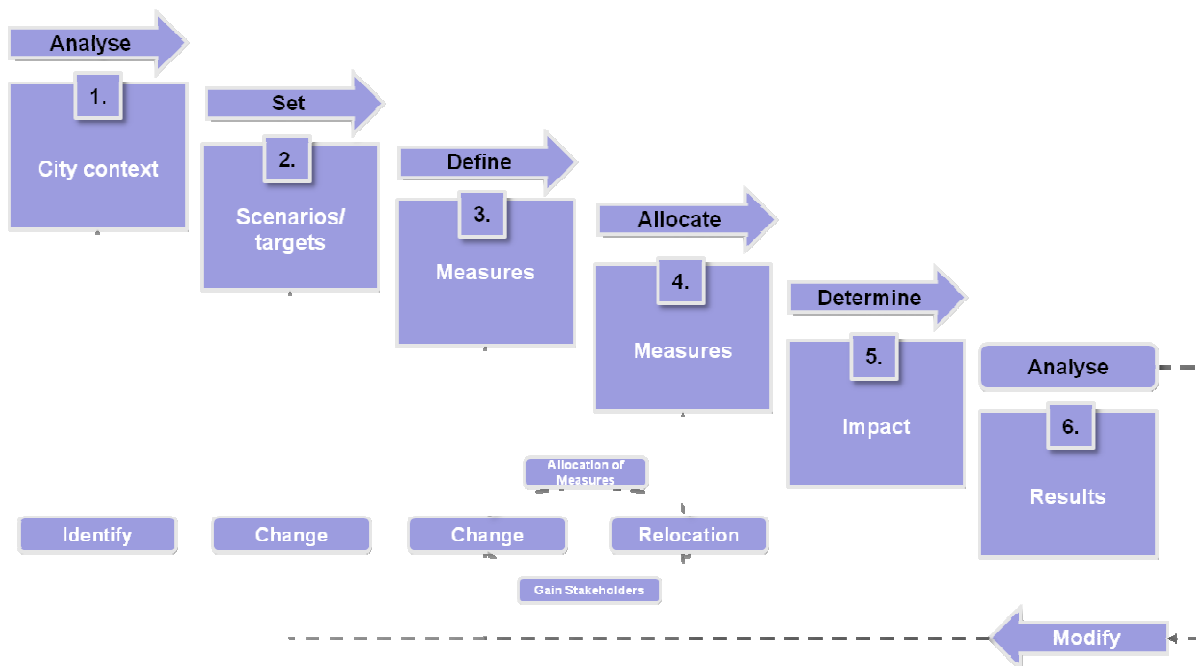 Analyse
1.
City context
Set
2.
Scenarios/
targets
Define
3.
Measures
Allocate
4.
Measures
Determine
5.
Impact
Analyse
6.
Results
Allocation of
Measures
Identify
Change
Change
Relocation
Gain Stakeholders
Modify